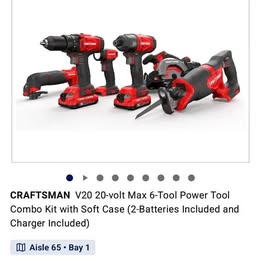 CRAFTSMAN V20 20-volt Max 6-Tool Power Tool
Combo Kit with Soft Case (2-Batteries Included and
Charger Included)
Aisle 65 • Bay 1